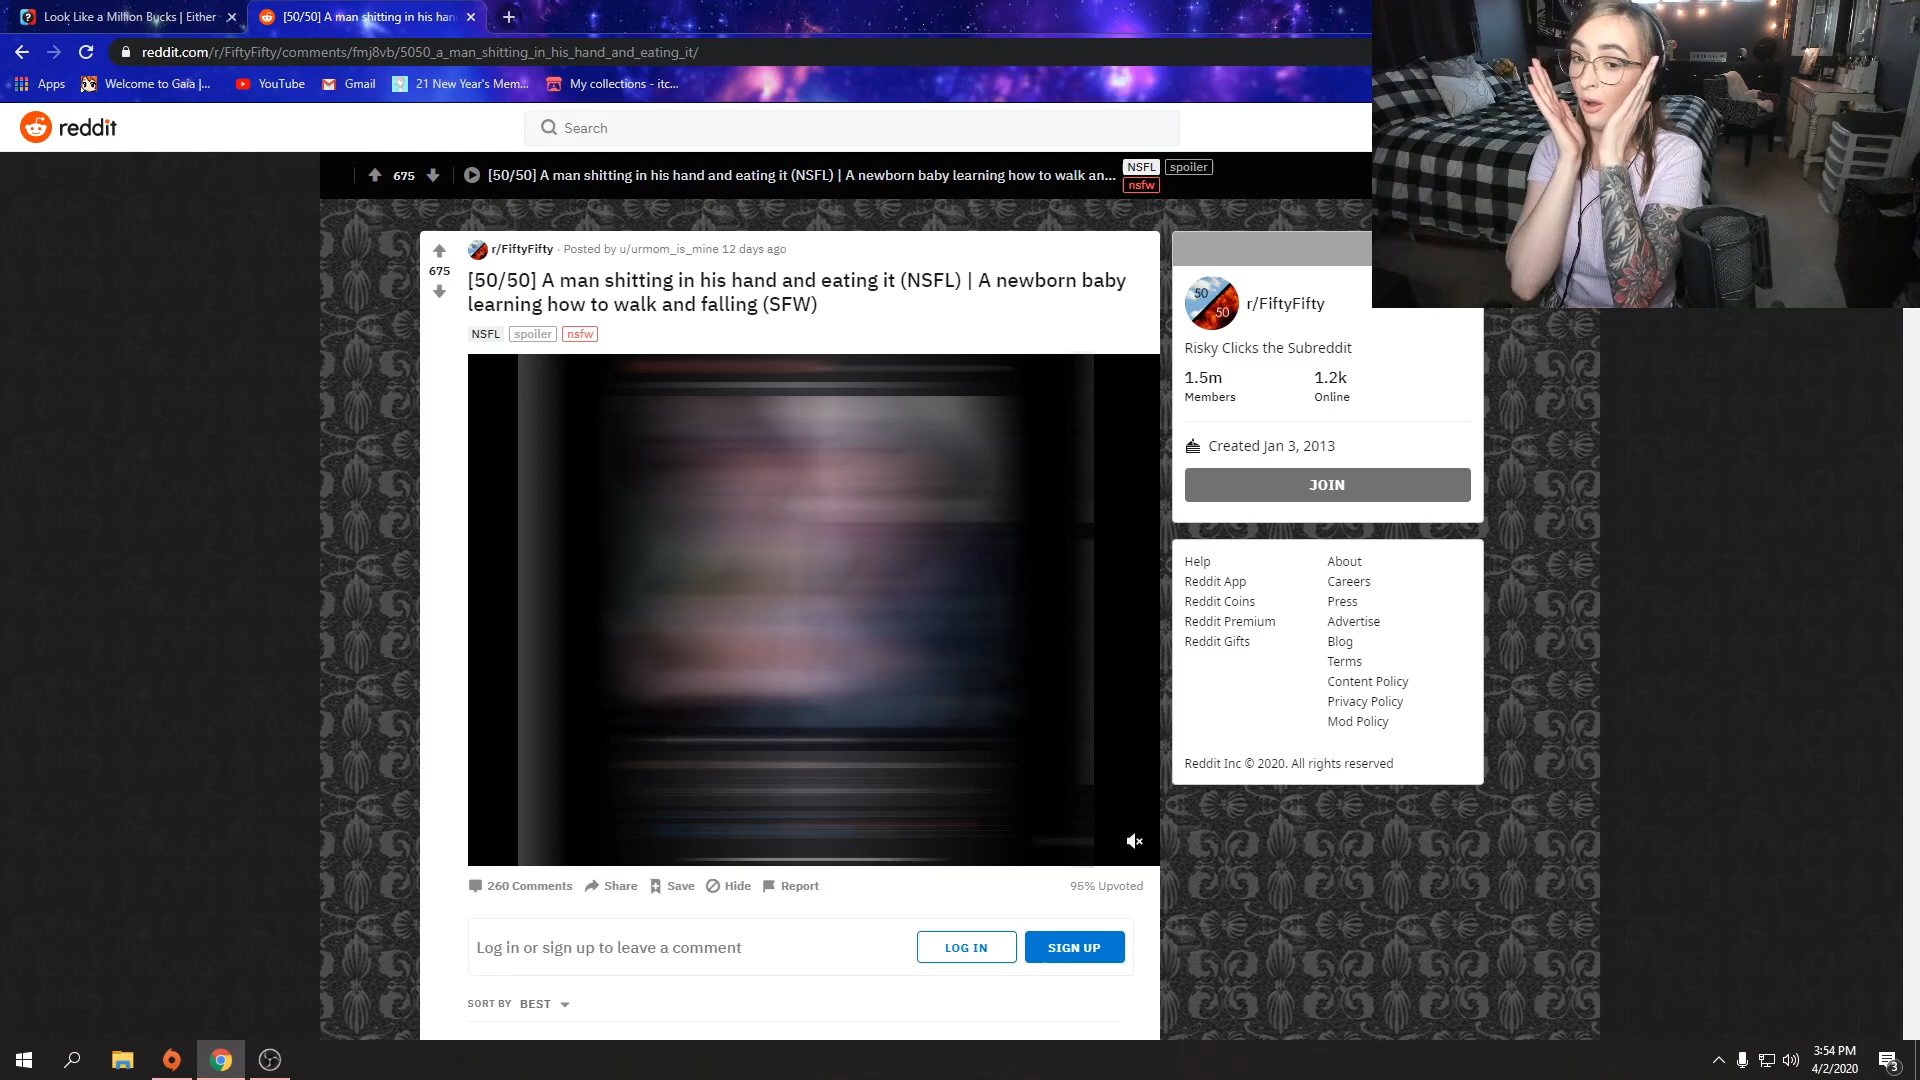 Look Like a Million Bucks | Either
[50/50] A man shitting in his han
reddit.com/r/FiftyFifty/comments/fmj8vb/5050_a_man_shitting_in_his_hand_and_eating_it/
Apps
Welcome to Gaia |...
YouTube
Gmail
21 New Year's Mem...
My collections - itc...
reddit
Search
675
[50/50] A man shitting in his hand and eating it (NSFL) | A newborn baby learning how to walk an...
NSFL
spoiler
nsfw
r/FiftyFifty · Posted by u/urmom_is_mine 12 days ago
675
[50/50] A man shitting in his hand and eating it (NSFL) | A newborn baby
learning how to walk and falling (SFW)
NSFL spoiler nsfw
50
50
r/FiftyFifty
Risky Clicks the Subreddit
1.5m 1.2k
Members Online
Created Jan 3, 2013
JOIN
Help About
Reddit App Careers
Reddit Coins Press
Reddit Premium Advertise
Reddit Gifts Blog
Terms
Content Policy
Privacy Policy
Mod Policy
Reddit Inc © 2020. All rights reserved
260 Comments Share Save Hide Report 95% Upvoted
Log in or sign up to leave a comment LOG IN SIGN UP
SORT BY BEST
3:54 PM
4/2/2020
3